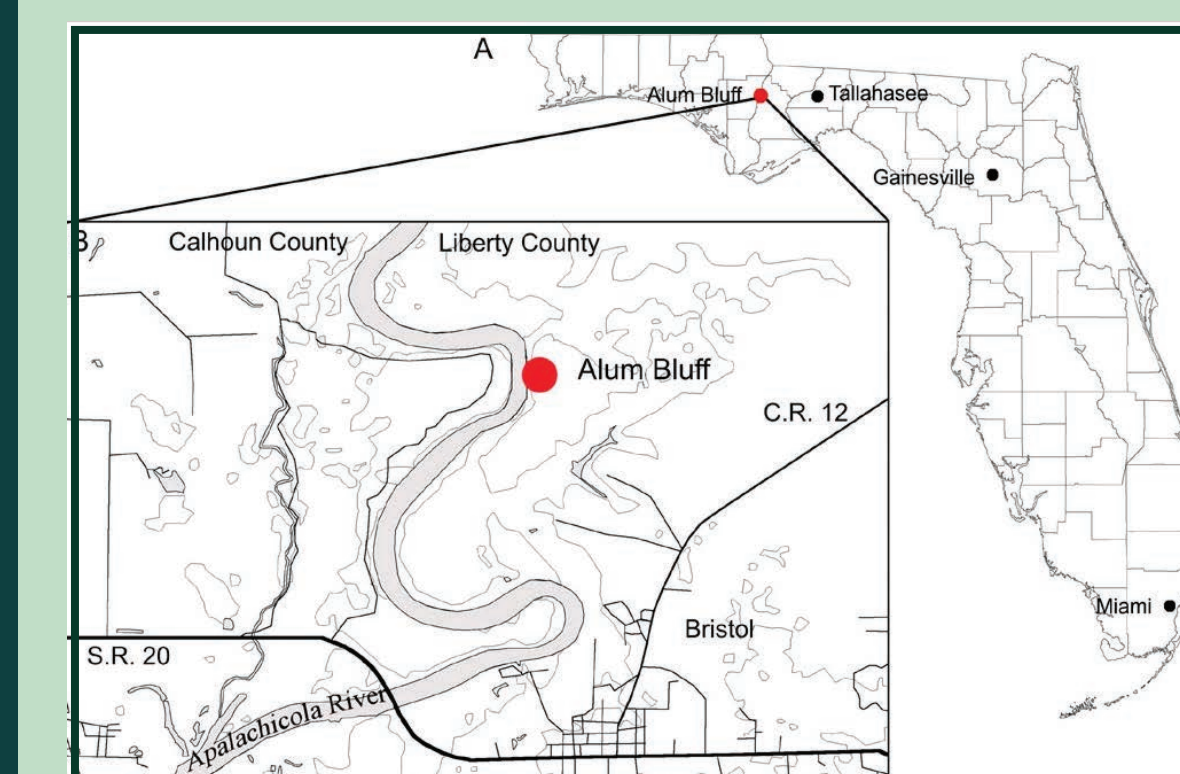 A
Alum Bluff
Tallahasee
Gainesville
B
Calhoun County
Liberty County
Alum Bluff
C.R. 12
Miami
Bristol
S.R. 20
Apalachicola River